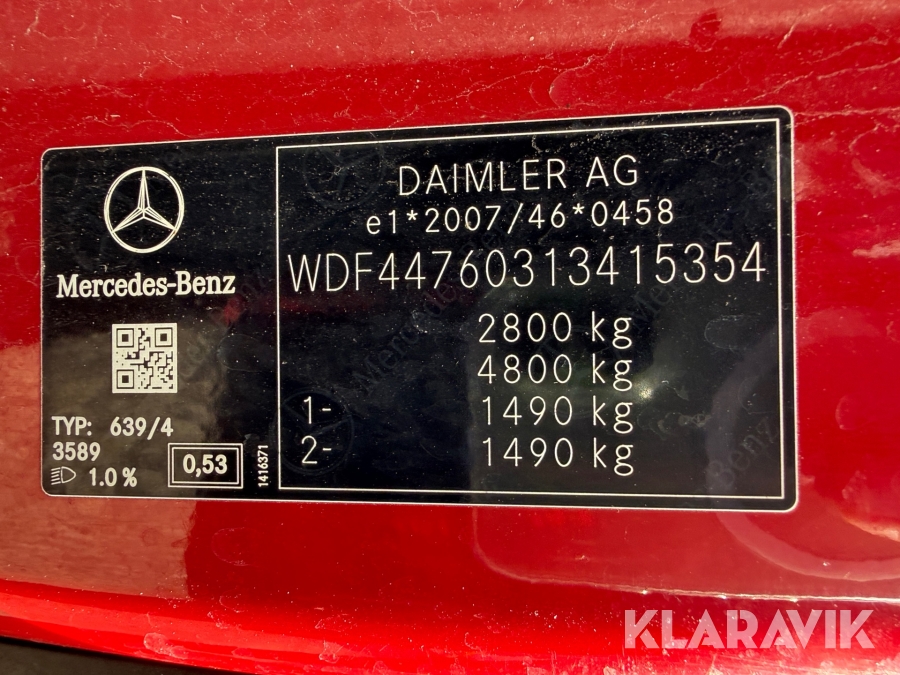 Mercedes-Benz
TYP: 639/4
3589
1.0 %
0,53
1416371
DAIMLER AG
e1*2007/46*0458
WDF44760313415354
2800 kg
4800 kg
1- 1490 kg
2- 1490 kg
KLARAVIK